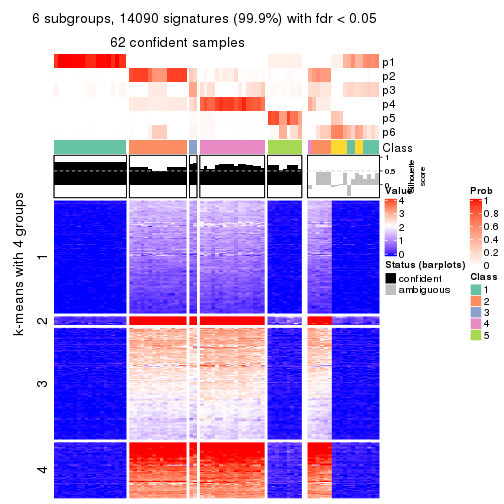 6 subgroups, 14090 signatures (99.9%) with fdr < 0.05
62 confident samples
p1
p2
p3
p4
p5
p6
Class
1
0.5
0
Silhouette
score
k-means with 4 groups
1
2
3
4
Value
4
3
2
1
0
Status (barplots)
confident
ambiguous
Prob
1
0.8
0.6
0.4
0.2
0
Class
1
2
3
4
5